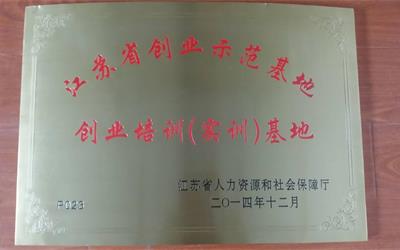 江苏省创业示范基地
创业培训(实训)基地
江苏省人力资源和社会保障厅
P023
二〇一四年十二月